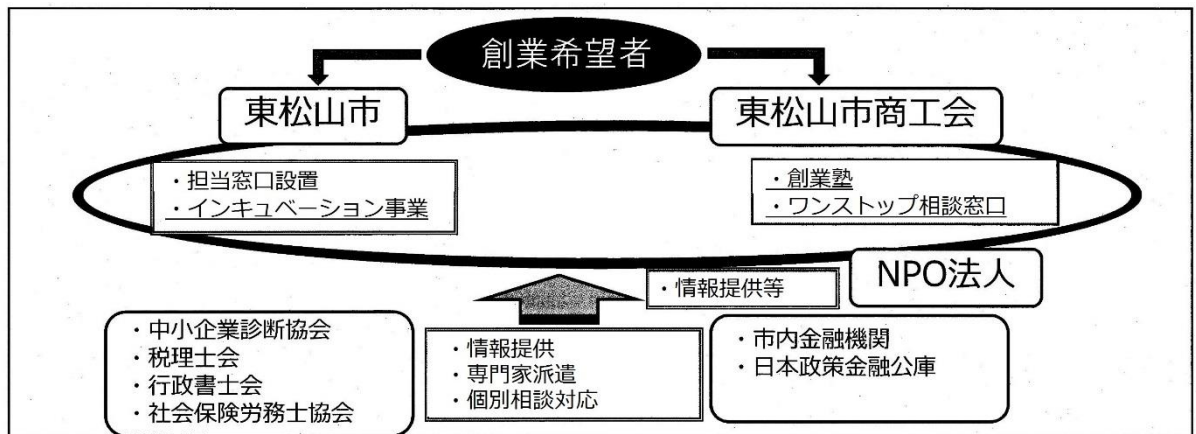 創業希望者
東松山市
東松山市商工会
・担当窓口設置
・インキュベーション事業
・創業塾
・ワンストップ相談窓口
NPO法人
・情報提供等
・中小企業診断協会
・税理士会
・行政書士会
・社会保険労務士協会
・情報提供
・専門家派遣
・個別相談対応
・市内金融機関
・日本政策金融公庫